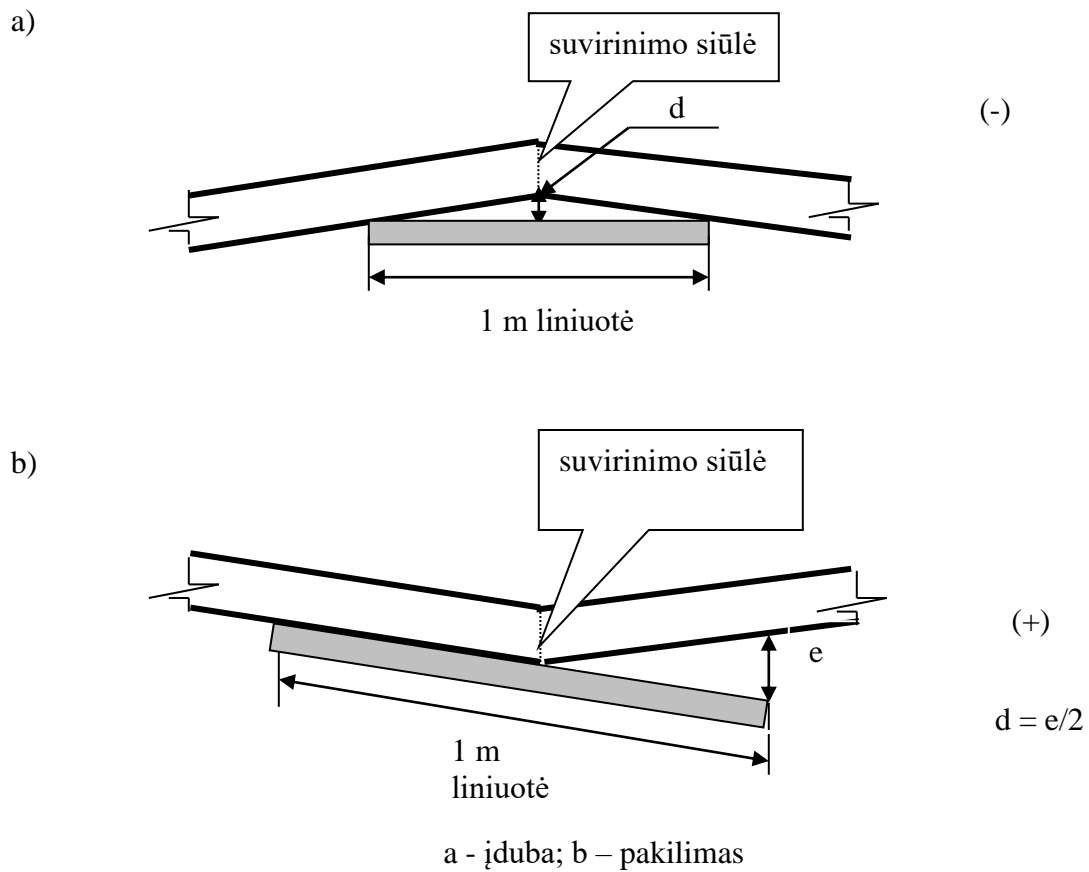 a)
suvirinimo siūlė
d
(-)
1 m liniuotė
b)
suvirinimo siūlė
(+)
e
d = e/2
1 m
liniuotė
a - įduba; b – pakilimas